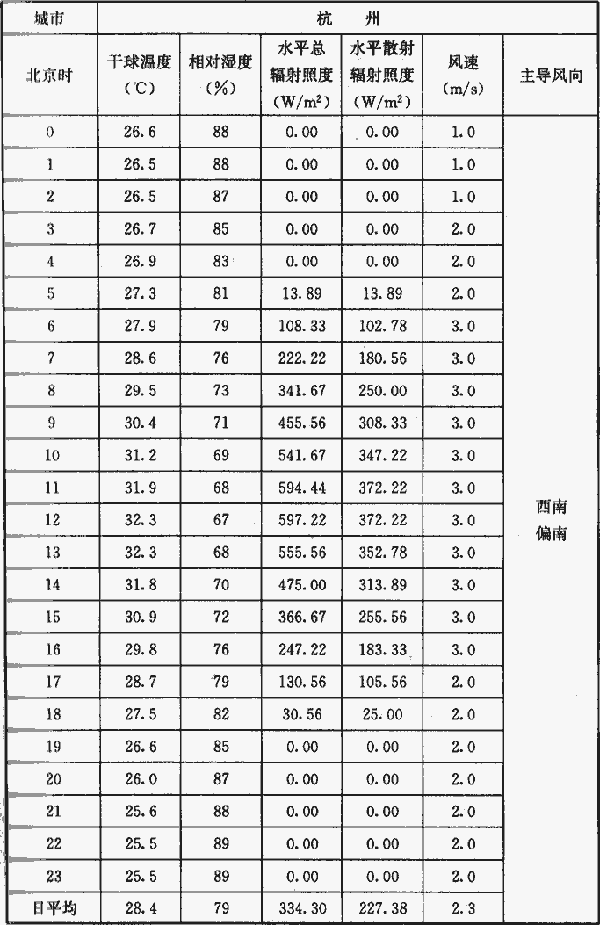 城市 杭 州
北京时 干球温度(℃) 相对湿度(%) 水平总辐射照度(W/m²) 水平散射辐射照度(W/m²) 风速(m/s) 主导风向
0 26.6 88 0.00 0.00 1.0
1 26.5 88 0.00 0.00 1.0
2 26.5 87 0.00 0.00 1.0
3 26.7 85 0.00 0.00 2.0
4 26.9 83 0.00 0.00 2.0
5 27.3 81 13.89 13.89 2.0
6 27.9 79 108.33 102.78 3.0
7 28.6 76 222.22 180.56 3.0
8 29.5 73 341.67 250.00 3.0
9 30.4 71 455.56 308.33 3.0
10 31.2 69 541.67 347.22 3.0
11 31.9 68 594.44 372.22 3.0
12 32.3 67 597.22 372.22 3.0
13 32.3 68 555.56 352.78 3.0
14 31.8 70 475.00 313.89 3.0
15 30.9 72 366.67 255.56 3.0
16 29.8 76 247.22 183.33 3.0
17 28.7 79 130.56 105.56 2.0
18 27.5 82 30.56 25.00 2.0
19 26.6 85 0.00 0.00 2.0
20 26.0 87 0.00 0.00 2.0
21 25.6 88 0.00 0.00 2.0
22 25.5 89 0.00 0.00 2.0
23 25.5 89 0.00 0.00 2.0
日平均 28.4 79 334.30 227.38 2.3
西南
偏南